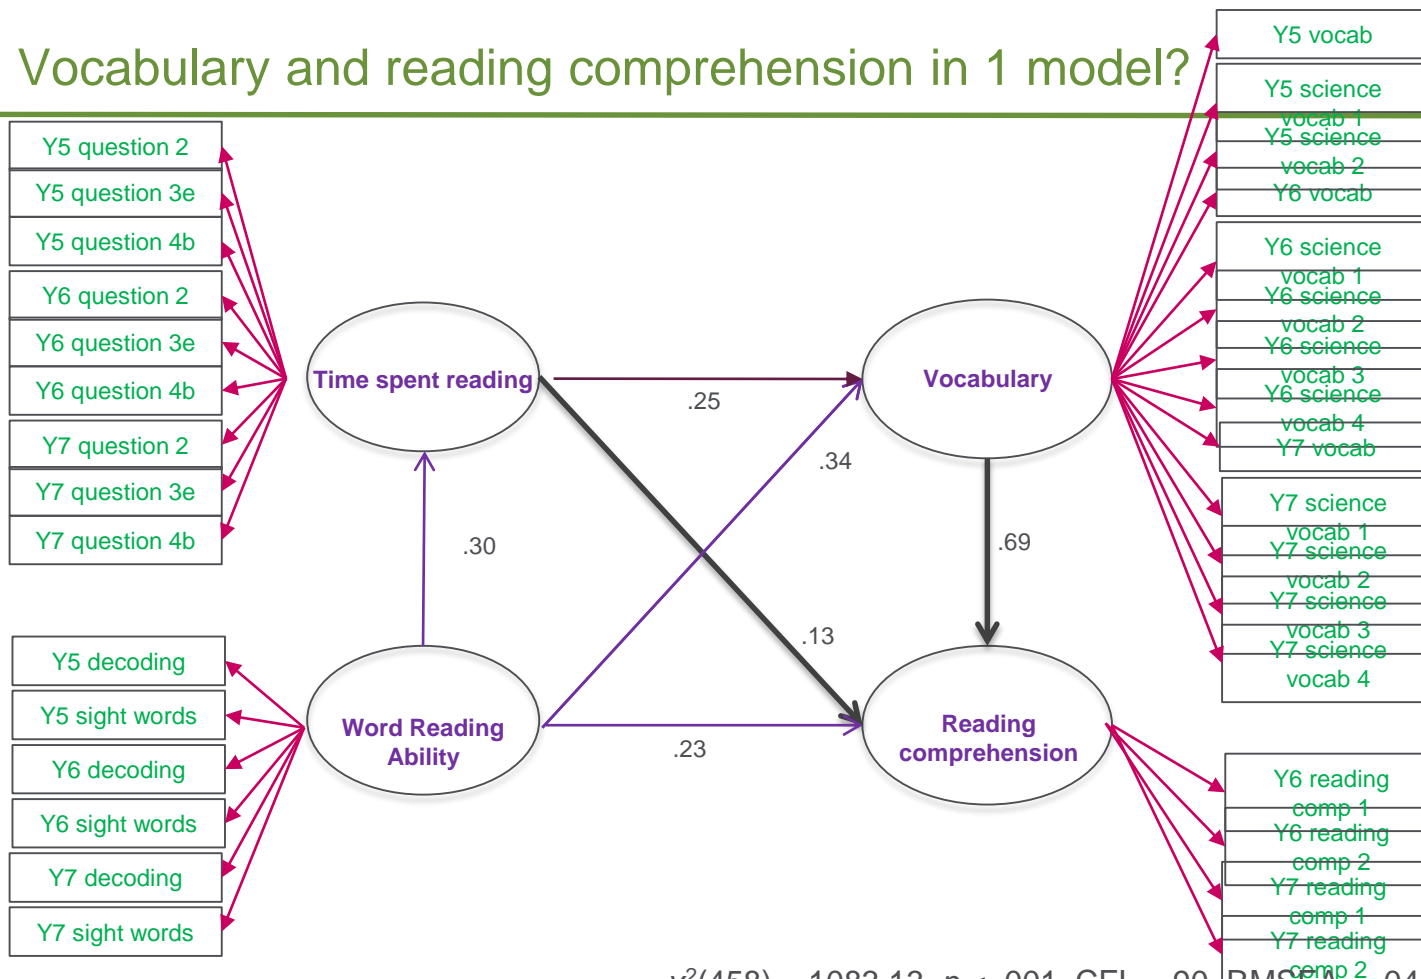 Vocabulary and reading comprehension in 1 model?
Y5 question 2
Y5 question 3e
Y5 question 4b
Y6 question 2
Y6 question 3e
Y6 question 4b
Y7 question 2
Y7 question 3e
Y7 question 4b
Y5 decoding
Y5 sight words
Y6 decoding
Y6 sight words
Y7 decoding
Y7 sight words
Time spent reading
Word Reading
Ability
.30
.25
.34
.13
.23
.69
Vocabulary
Reading
comprehension
Y5 vocab
Y5 science
vocab 1
Y5 science
vocab 2
Y6 vocab
Y6 science
vocab 1
Y6 science
vocab 2
Y6 science
vocab 3
Y6 science
vocab 4
Y7 vocab
Y7 science
vocab 1
Y7 science
vocab 2
Y7 science
vocab 3
Y7 science
vocab 4
Y6 reading
comp 1
Y6 reading
comp 2
Y7 reading
comp 1
Y7 reading
comp 2